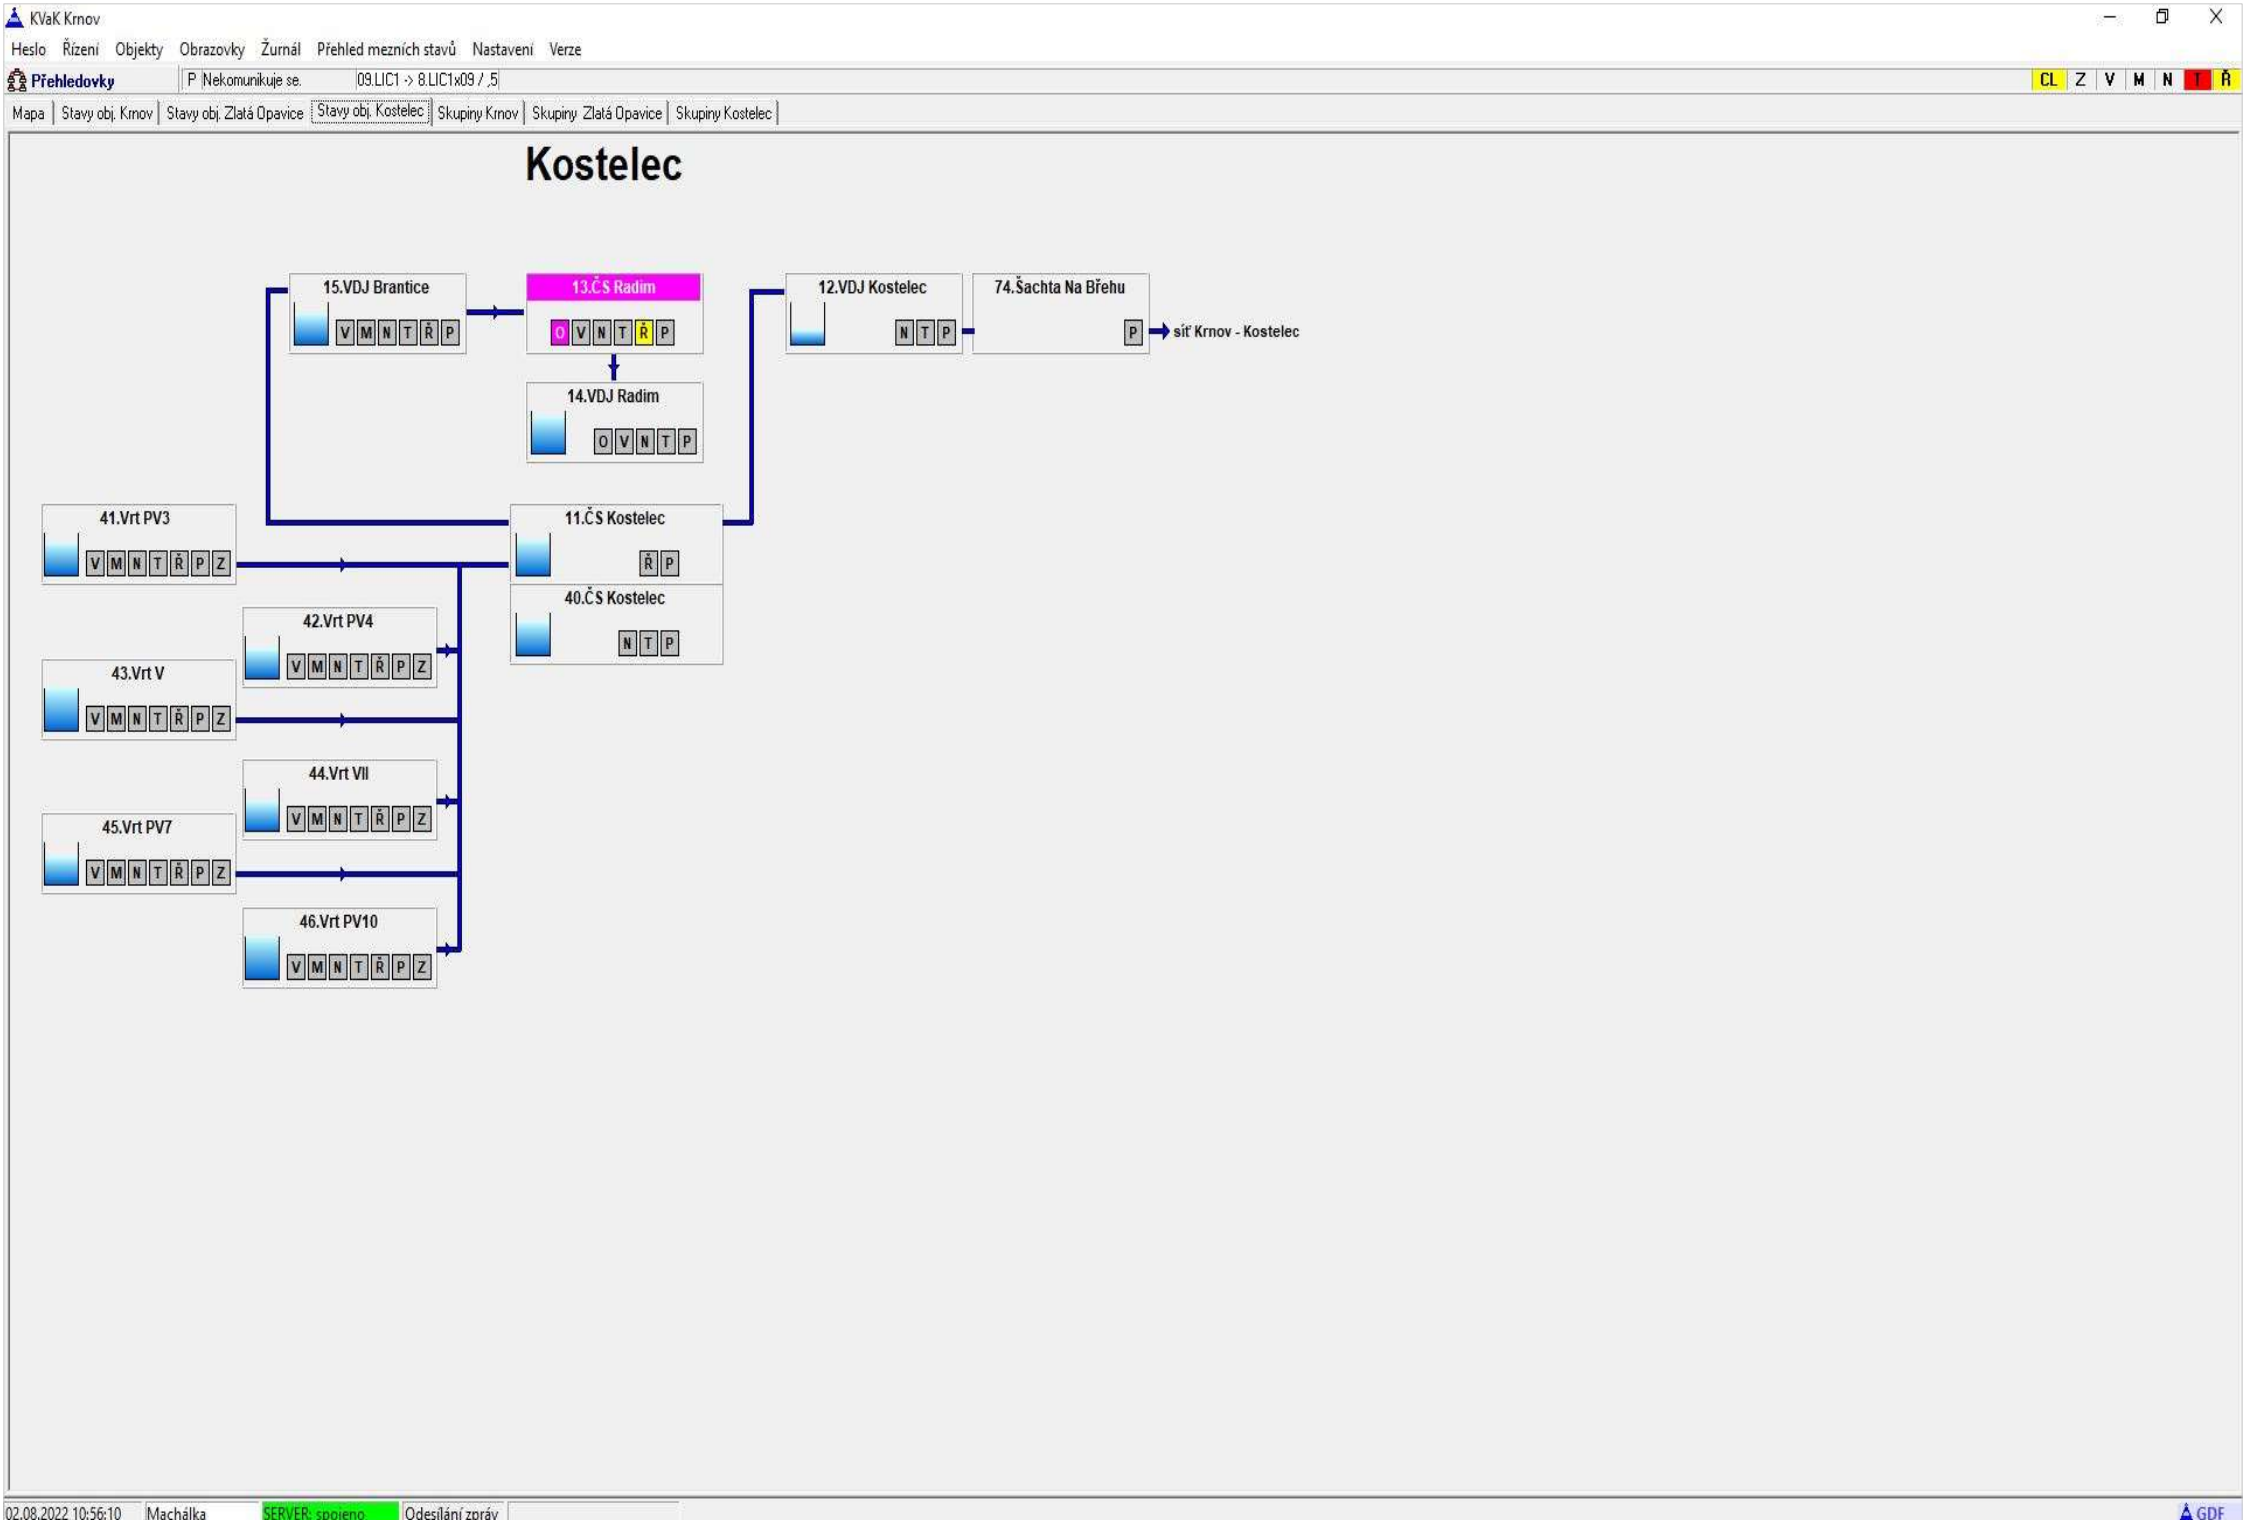 KVaK Krnov
Heslo Řízení Objekty Obrazovky Žurnál Přehled mezních stavů Nastavení Verze
Přehledovky P Nekomunikuje se. 09.LIC1 -> 8.LIC1x09 / ,5 CL Z V M N T Ř
Mapa Stavy obj. Krnov Stavy obj. Zlatá Opavice Stavy obj. Kostelec Skupiny Krnov Skupiny Zlatá Opavice Skupiny Kostelec
Kostelec
15.VDJ Brantice 13.ČS Radim 12.VDJ Kostelec 74.Šachta Na Břehu
V M N T Ř P O V N T Ř P N T P P síť Krnov - Kostelec
14.VDJ Radim
O V N T P
41.Vrt PV3 11.ČS Kostelec
V M N T Ř P Z Ř P
40.ČS Kostelec
42.Vrt PV4
N T P
V M N T Ř P Z
43.Vrt V
V M N T Ř P Z
44.Vrt VII
V M N T Ř P Z
45.Vrt PV7
V M N T Ř P Z
46.Vrt PV10
V M N T Ř P Z
02.08.2022 10:56:10 Machálka SERVER: spojeno Odesílání zpráv GDF